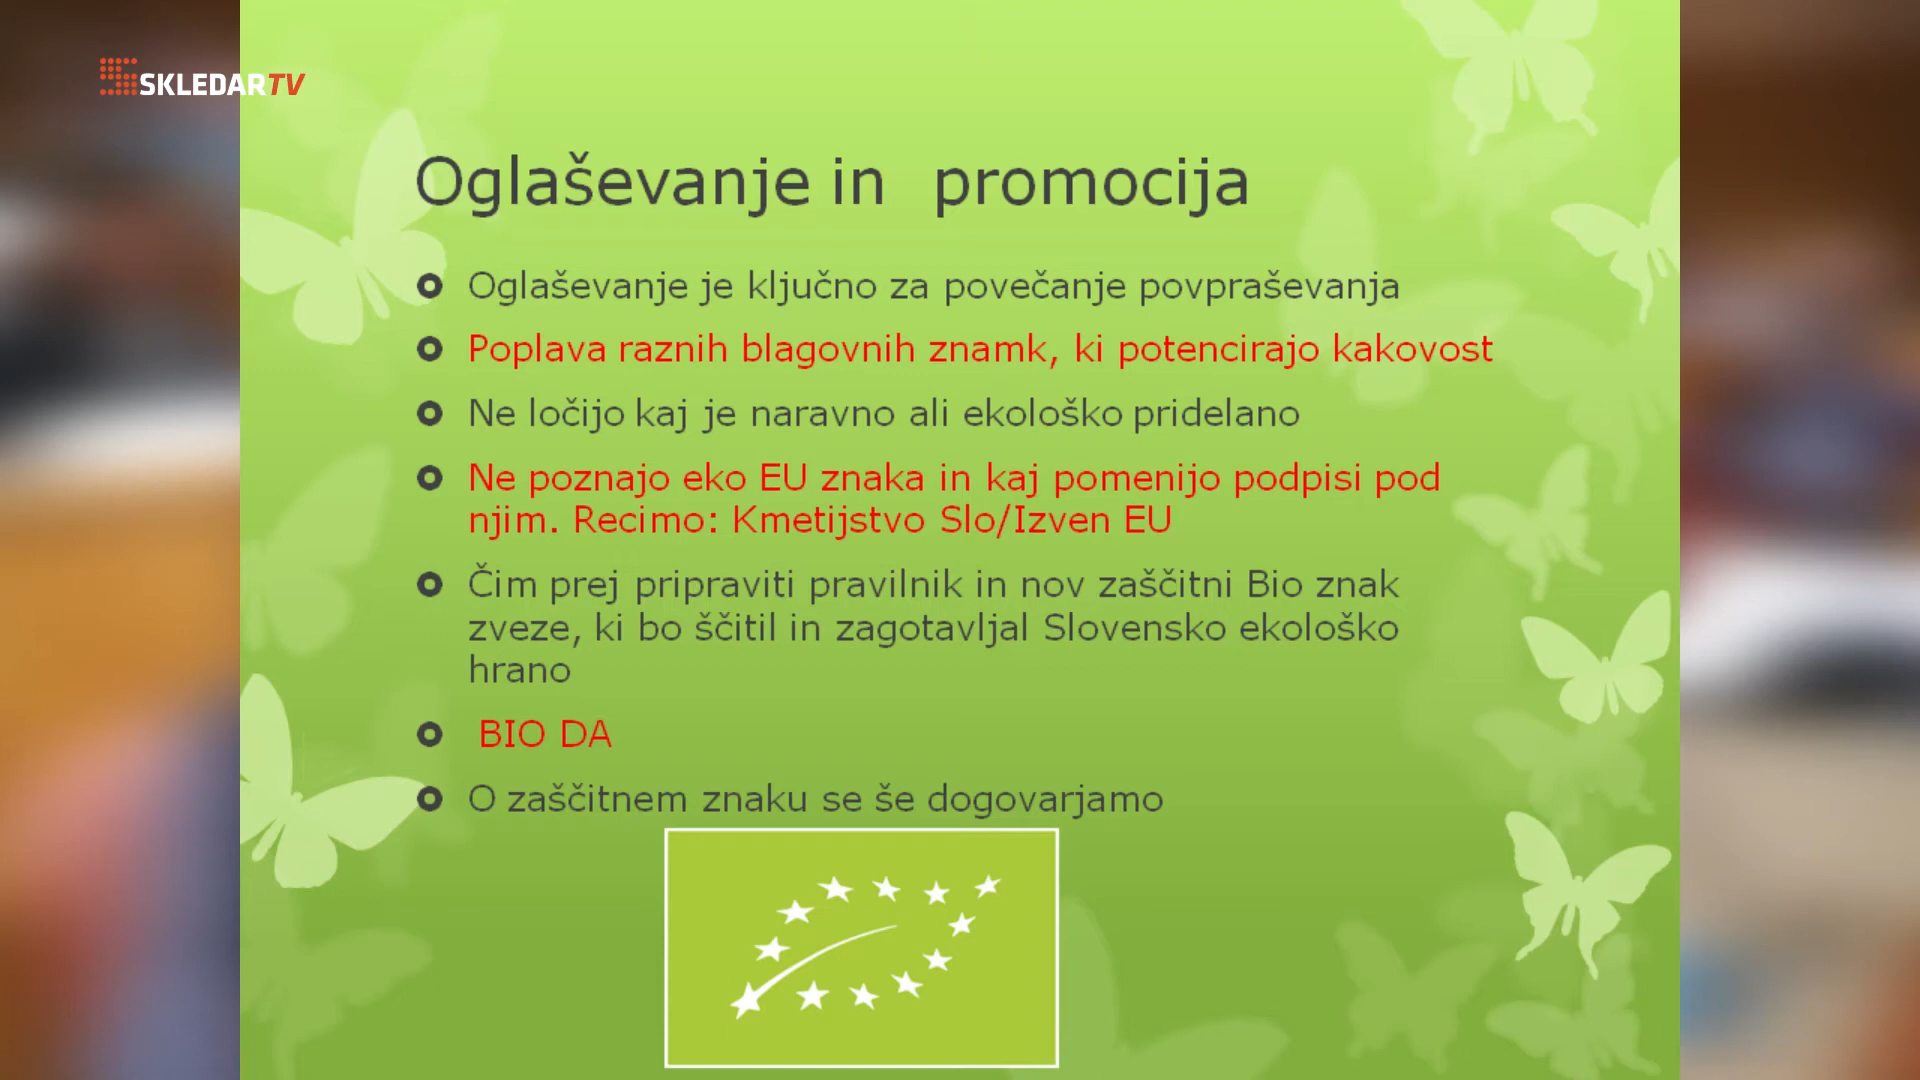 SKLEDARTV
Oglaševanje in promocija
Oglaševanje je ključno za povečanje povpraševanja
Poplava raznih blagovnih znamk, ki potencirajo kakovost
Ne ločijo kaj je naravno ali ekološko pridelano
Ne poznajo eko EU znaka in kaj pomenijo podpisi pod
njim. Recimo: Kmetijstvo Slo/Izven EU
Čim prej pripraviti pravilnik in nov zaščitni Bio znak
zveze, ki bo ščitil in zagotavljal Slovensko ekološko
hrano
BIO DA
O zaščitnem znaku se še dogovarjamo